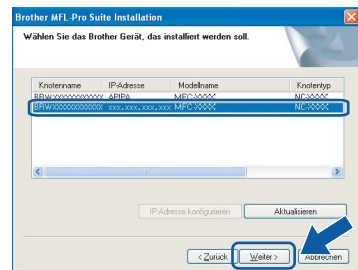 Brother MFL-Pro Suite Installation
Wählen Sie das Brother Gerät, das installiert werden soll.
Knotenname IP-Adresse Modellname Knotentyp
BRWXXXXXXXXXXXX APIPA MFC-XXXX NC-XXXX
BRWXXXXXXXXXXXX xxx.xxx.xxx.xxx MFC-XXXX NC-XXXX
IP-Adresse konfigurieren Aktualisieren
< Zurück Weiter > Abbrechen